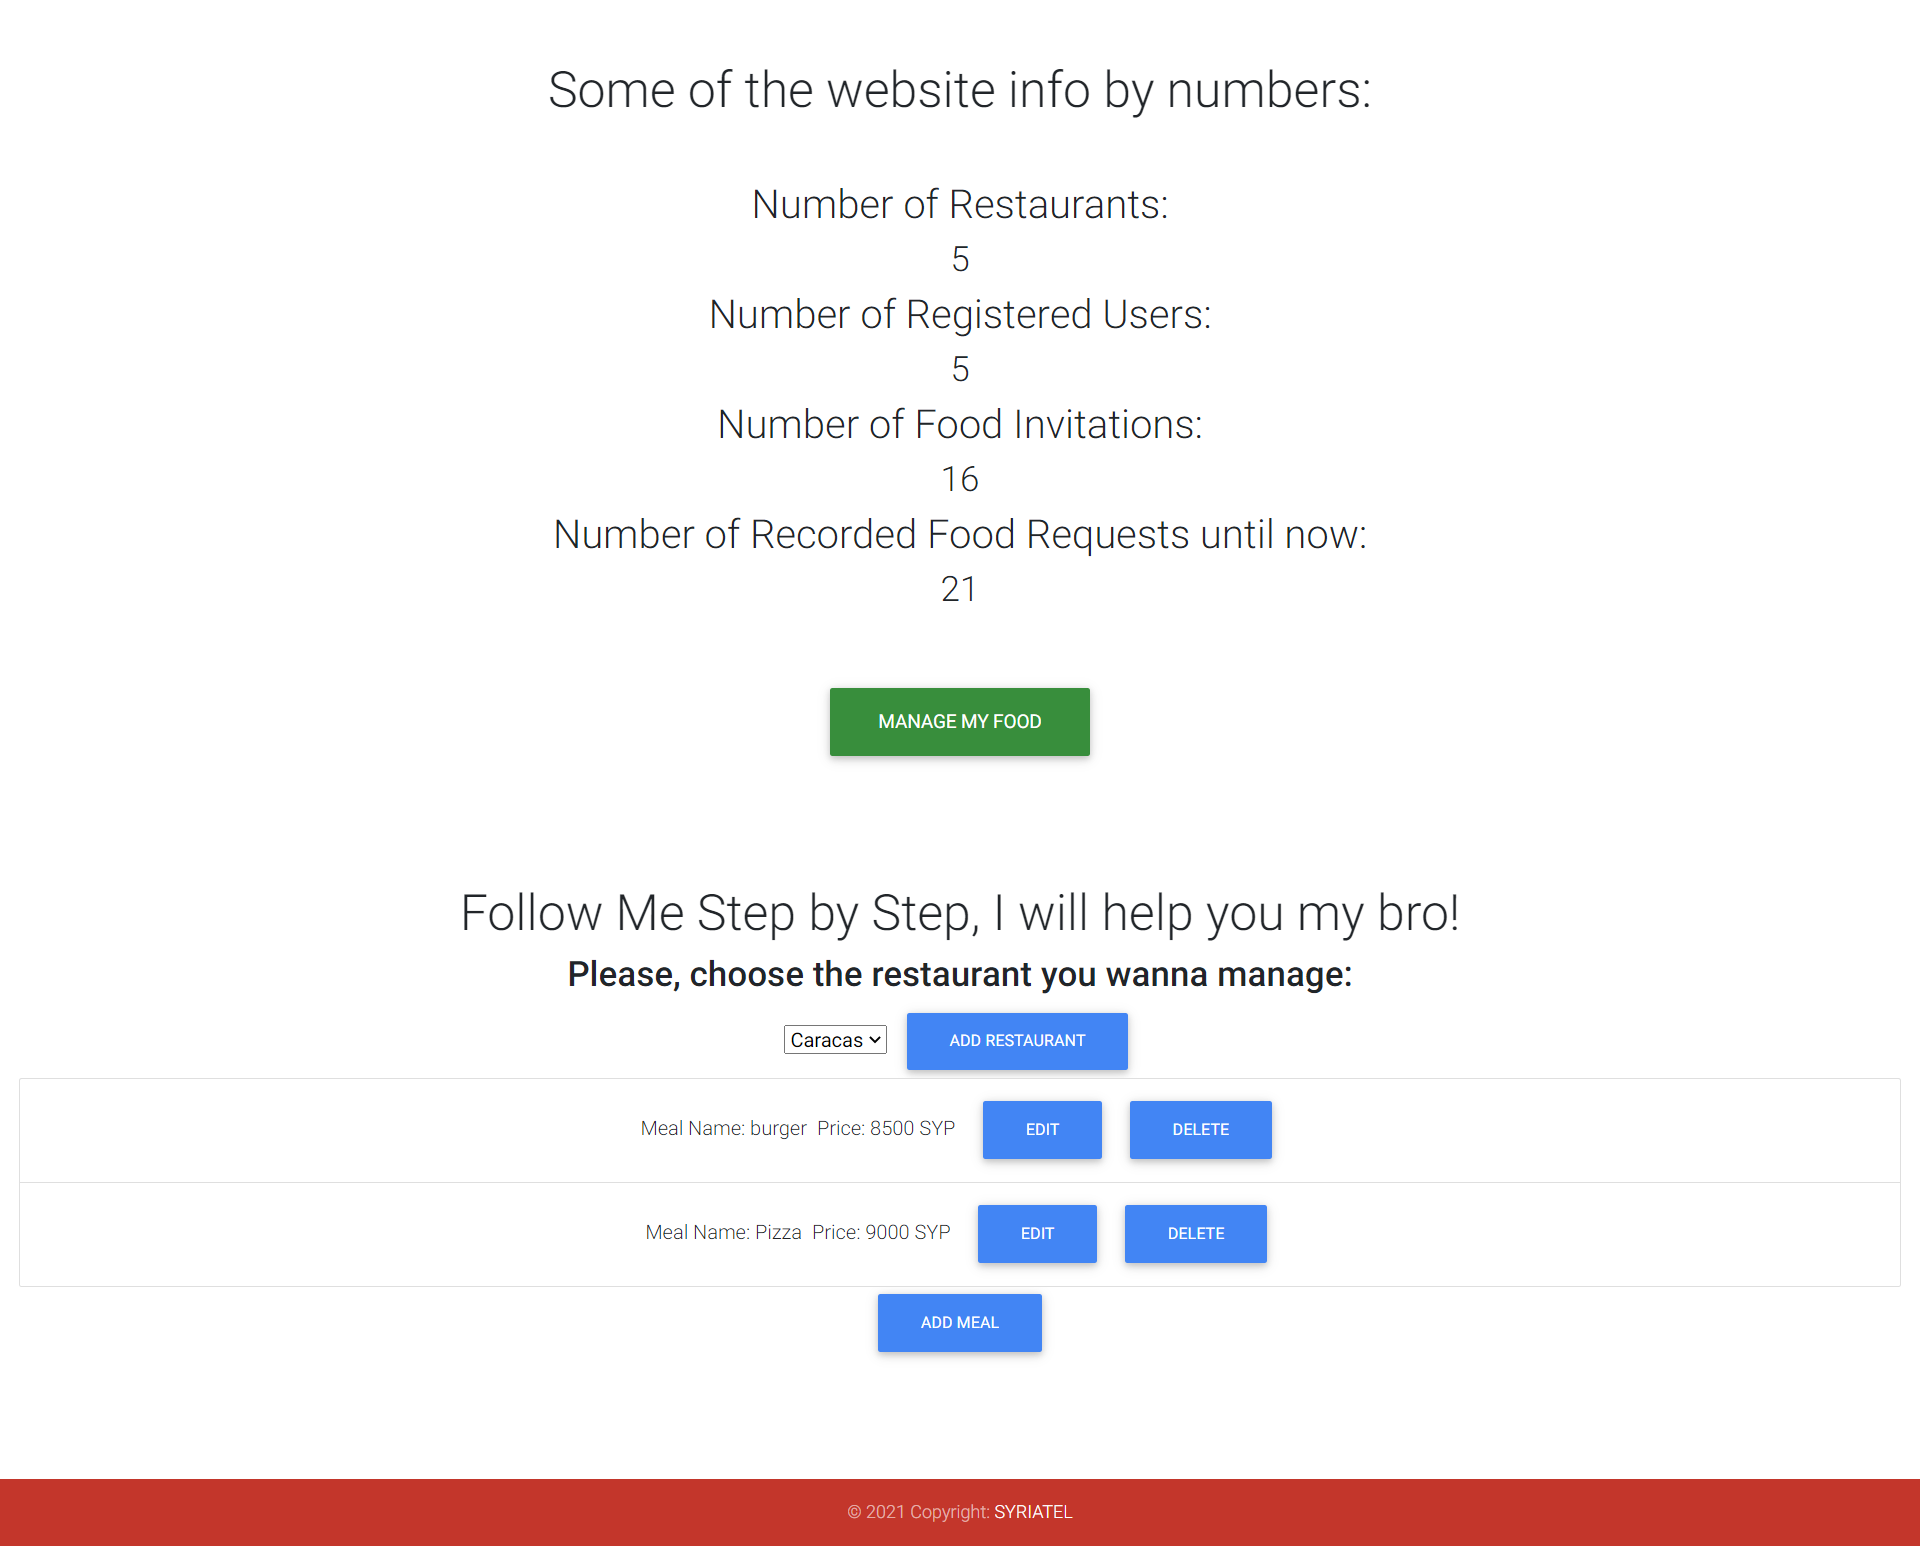 Some of the website info by numbers:
Number of Restaurants:
5
Number of Registered Users:
5
Number of Food Invitations:
16
Number of Recorded Food Requests until now:
21
MANAGE MY FOOD
Follow Me Step by Step, I will help you my bro!
Please, choose the restaurant you wanna manage:
Caracas ADD RESTAURANT
Meal Name: burger Price: 8500 SYP EDIT DELETE
Meal Name: Pizza Price: 9000 SYP EDIT DELETE
ADD MEAL
© 2021 Copyright: SYRIATEL